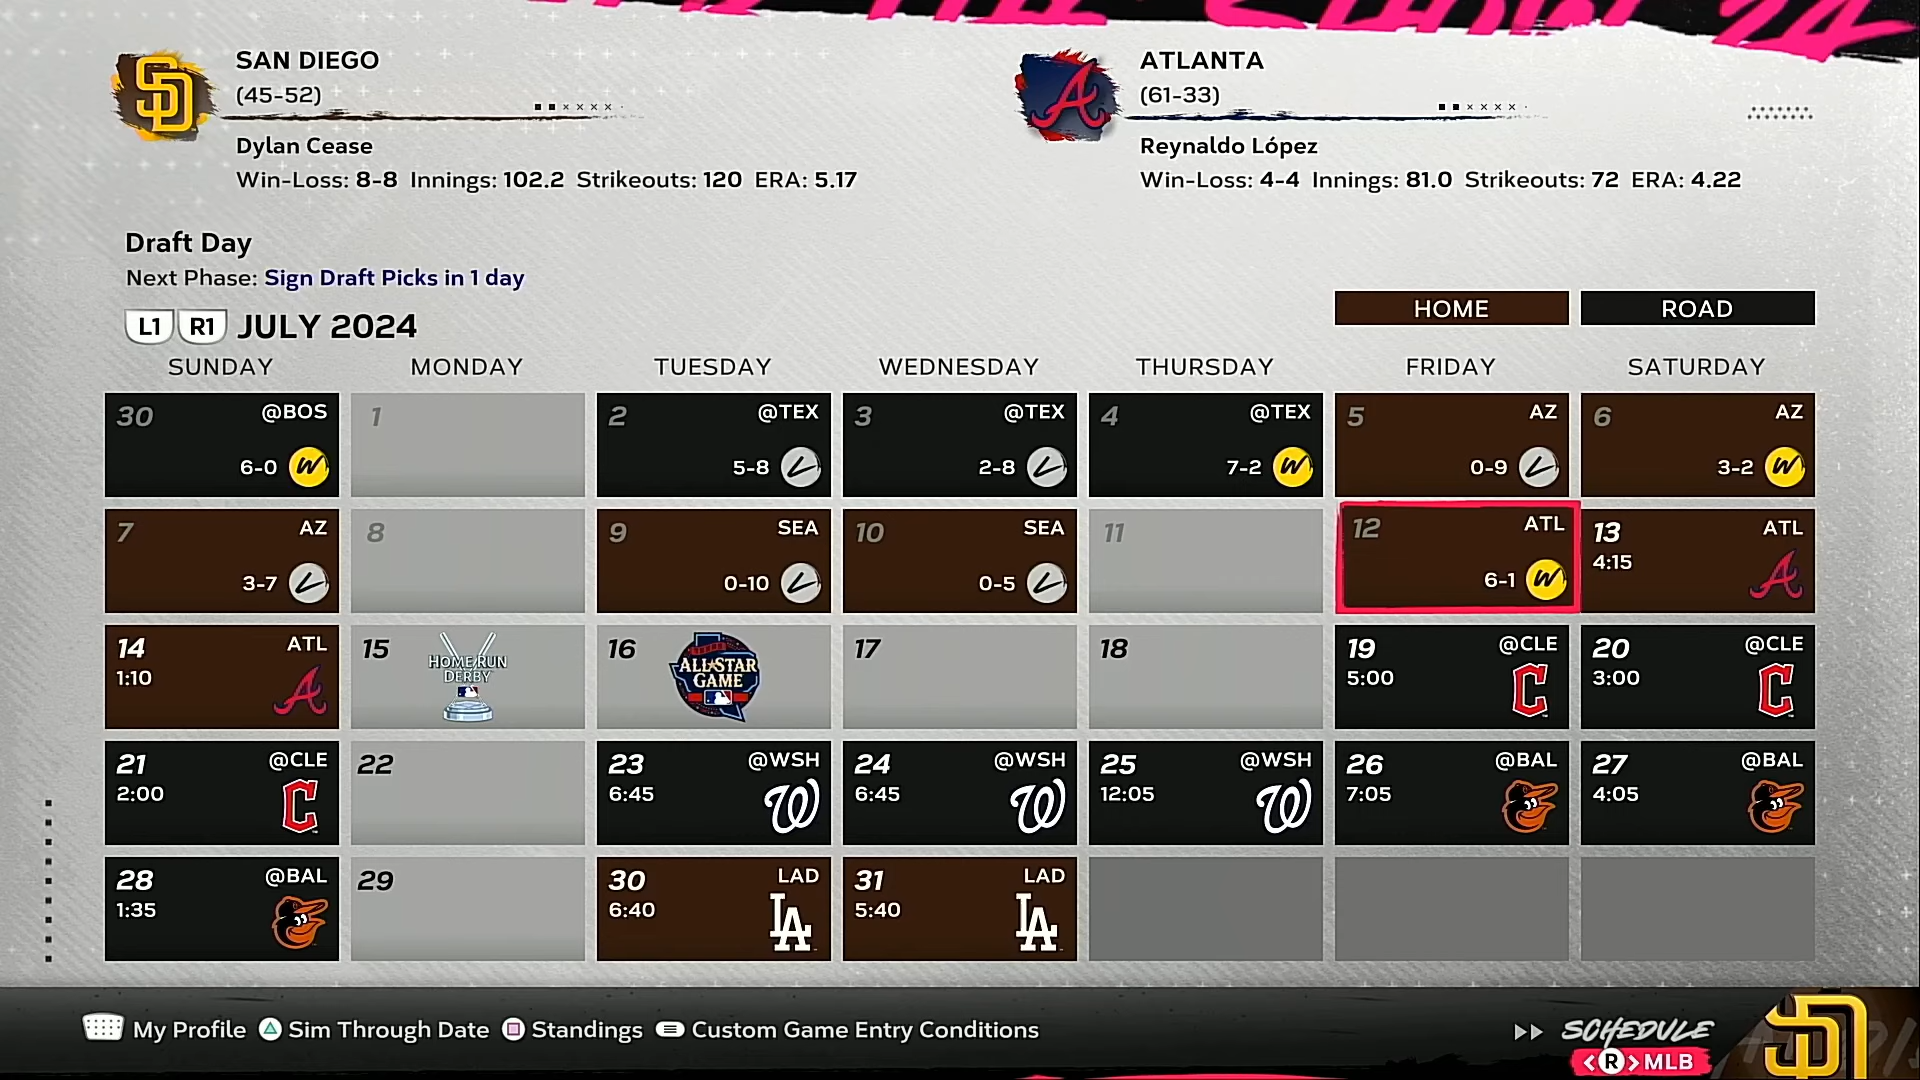 THE SHOW 24
SAN DIEGO
(45-52)
Dylan Cease
Win-Loss: 8-8 Innings: 102.2 Strikeouts: 120 ERA: 5.17
ATLANTA
(61-33)
Reynaldo López
Win-Loss: 4-4 Innings: 81.0 Strikeouts: 72 ERA: 4.22
Draft Day
Next Phase: Sign Draft Picks in 1 day
L1 R1 JULY 2024
HOME ROAD
SUNDAY MONDAY TUESDAY WEDNESDAY THURSDAY FRIDAY SATURDAY
30 @BOS 1 2 @TEX 3 @TEX 4 @TEX 5 AZ 6 AZ
6-0 W 5-8 L 2-8 L 7-2 W 0-9 L 3-2 W
7 AZ 8 9 SEA 10 SEA 11 12 ATL 13 ATL
3-7 L 0-10 L 0-5 L 6-1 W 4:15 A
14 ATL 15 HOME RUN DERBY 16 ALL-STAR GAME 17 18 19 @CLE 20 @CLE
1:10 A 5:00 C 3:00 C
21 @CLE 22 23 @WSH 24 @WSH 25 @WSH 26 @BAL 27 @BAL
2:00 C 6:45 W 6:45 W 12:05 W 7:05 4:05
28 @BAL 29 30 LAD 31 LAD
1:35 6:40 LA 5:40 LA
My Profile Sim Through Date Standings Custom Game Entry Conditions
SCHEDULE
R MLB
SD